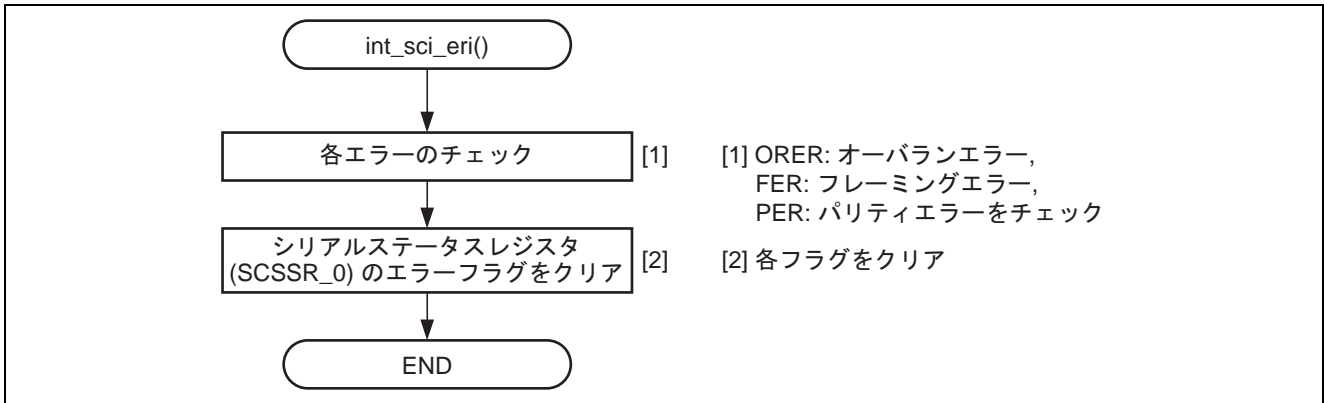 int_sci_eri()
各エラーのチェック
[1]
[1] ORER: オーバランエラー,
FER: フレーミングエラー,
PER: パリティエラーをチェック
シリアルステータスレジスタ
(SCSSR_0) のエラーフラグをクリア
[2]
[2] 各フラグをクリア
END